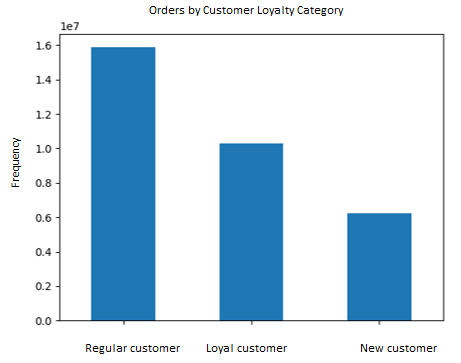 Orders by Customer Loyalty Category
1e7
1.6
1.4
1.2
1.0
0.8
0.6
0.4
0.2
0.0
Frequency
Regular customer Loyal customer New customer